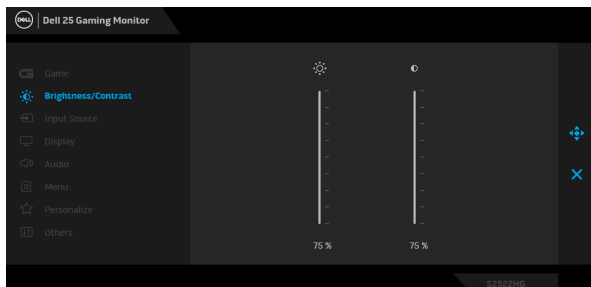 DELL
Dell 25 Gaming Monitor
Game
Brightness/Contrast
Input Source
Display
Audio
Menu
Personalize
Others
75 %
75 %
S2522HG